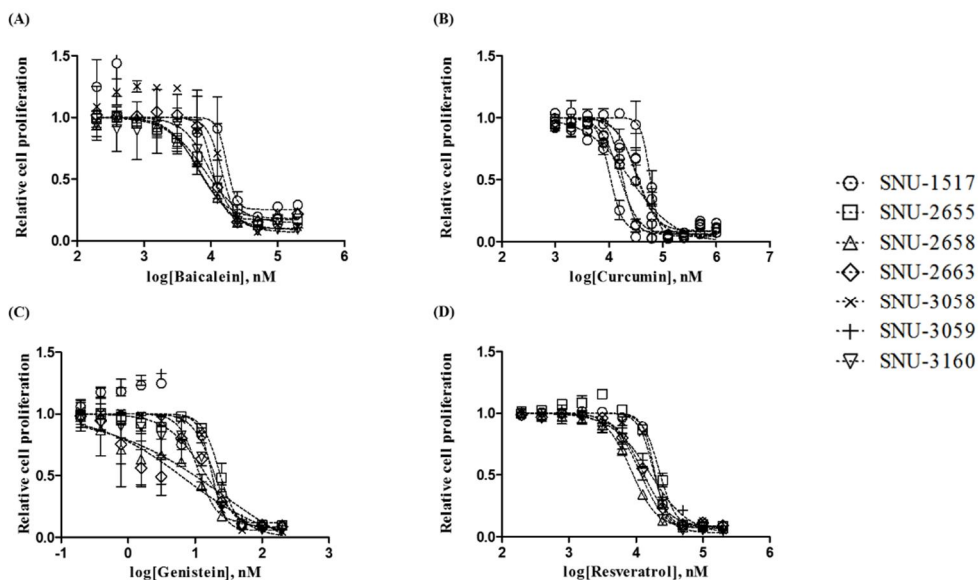 (A)
Relative cell proliferation
1.5
1.0
0.5
0.0
2
3
4
5
6
log[Baicalein], nM
(B)
Relative cell proliferation
1.5
1.0
0.5
0.0
2
3
4
5
6
7
log[Curcumin], nM
SNU-1517
SNU-2655
SNU-2658
SNU-2663
SNU-3058
SNU-3059
SNU-3160
(C)
Relative cell proliferation
1.5
1.0
0.5
0.0
-1
0
1
2
3
log[Genistein], nM
(D)
Relative cell proliferation
1.5
1.0
0.5
0.0
2
3
4
5
6
log[Resveratrol], nM